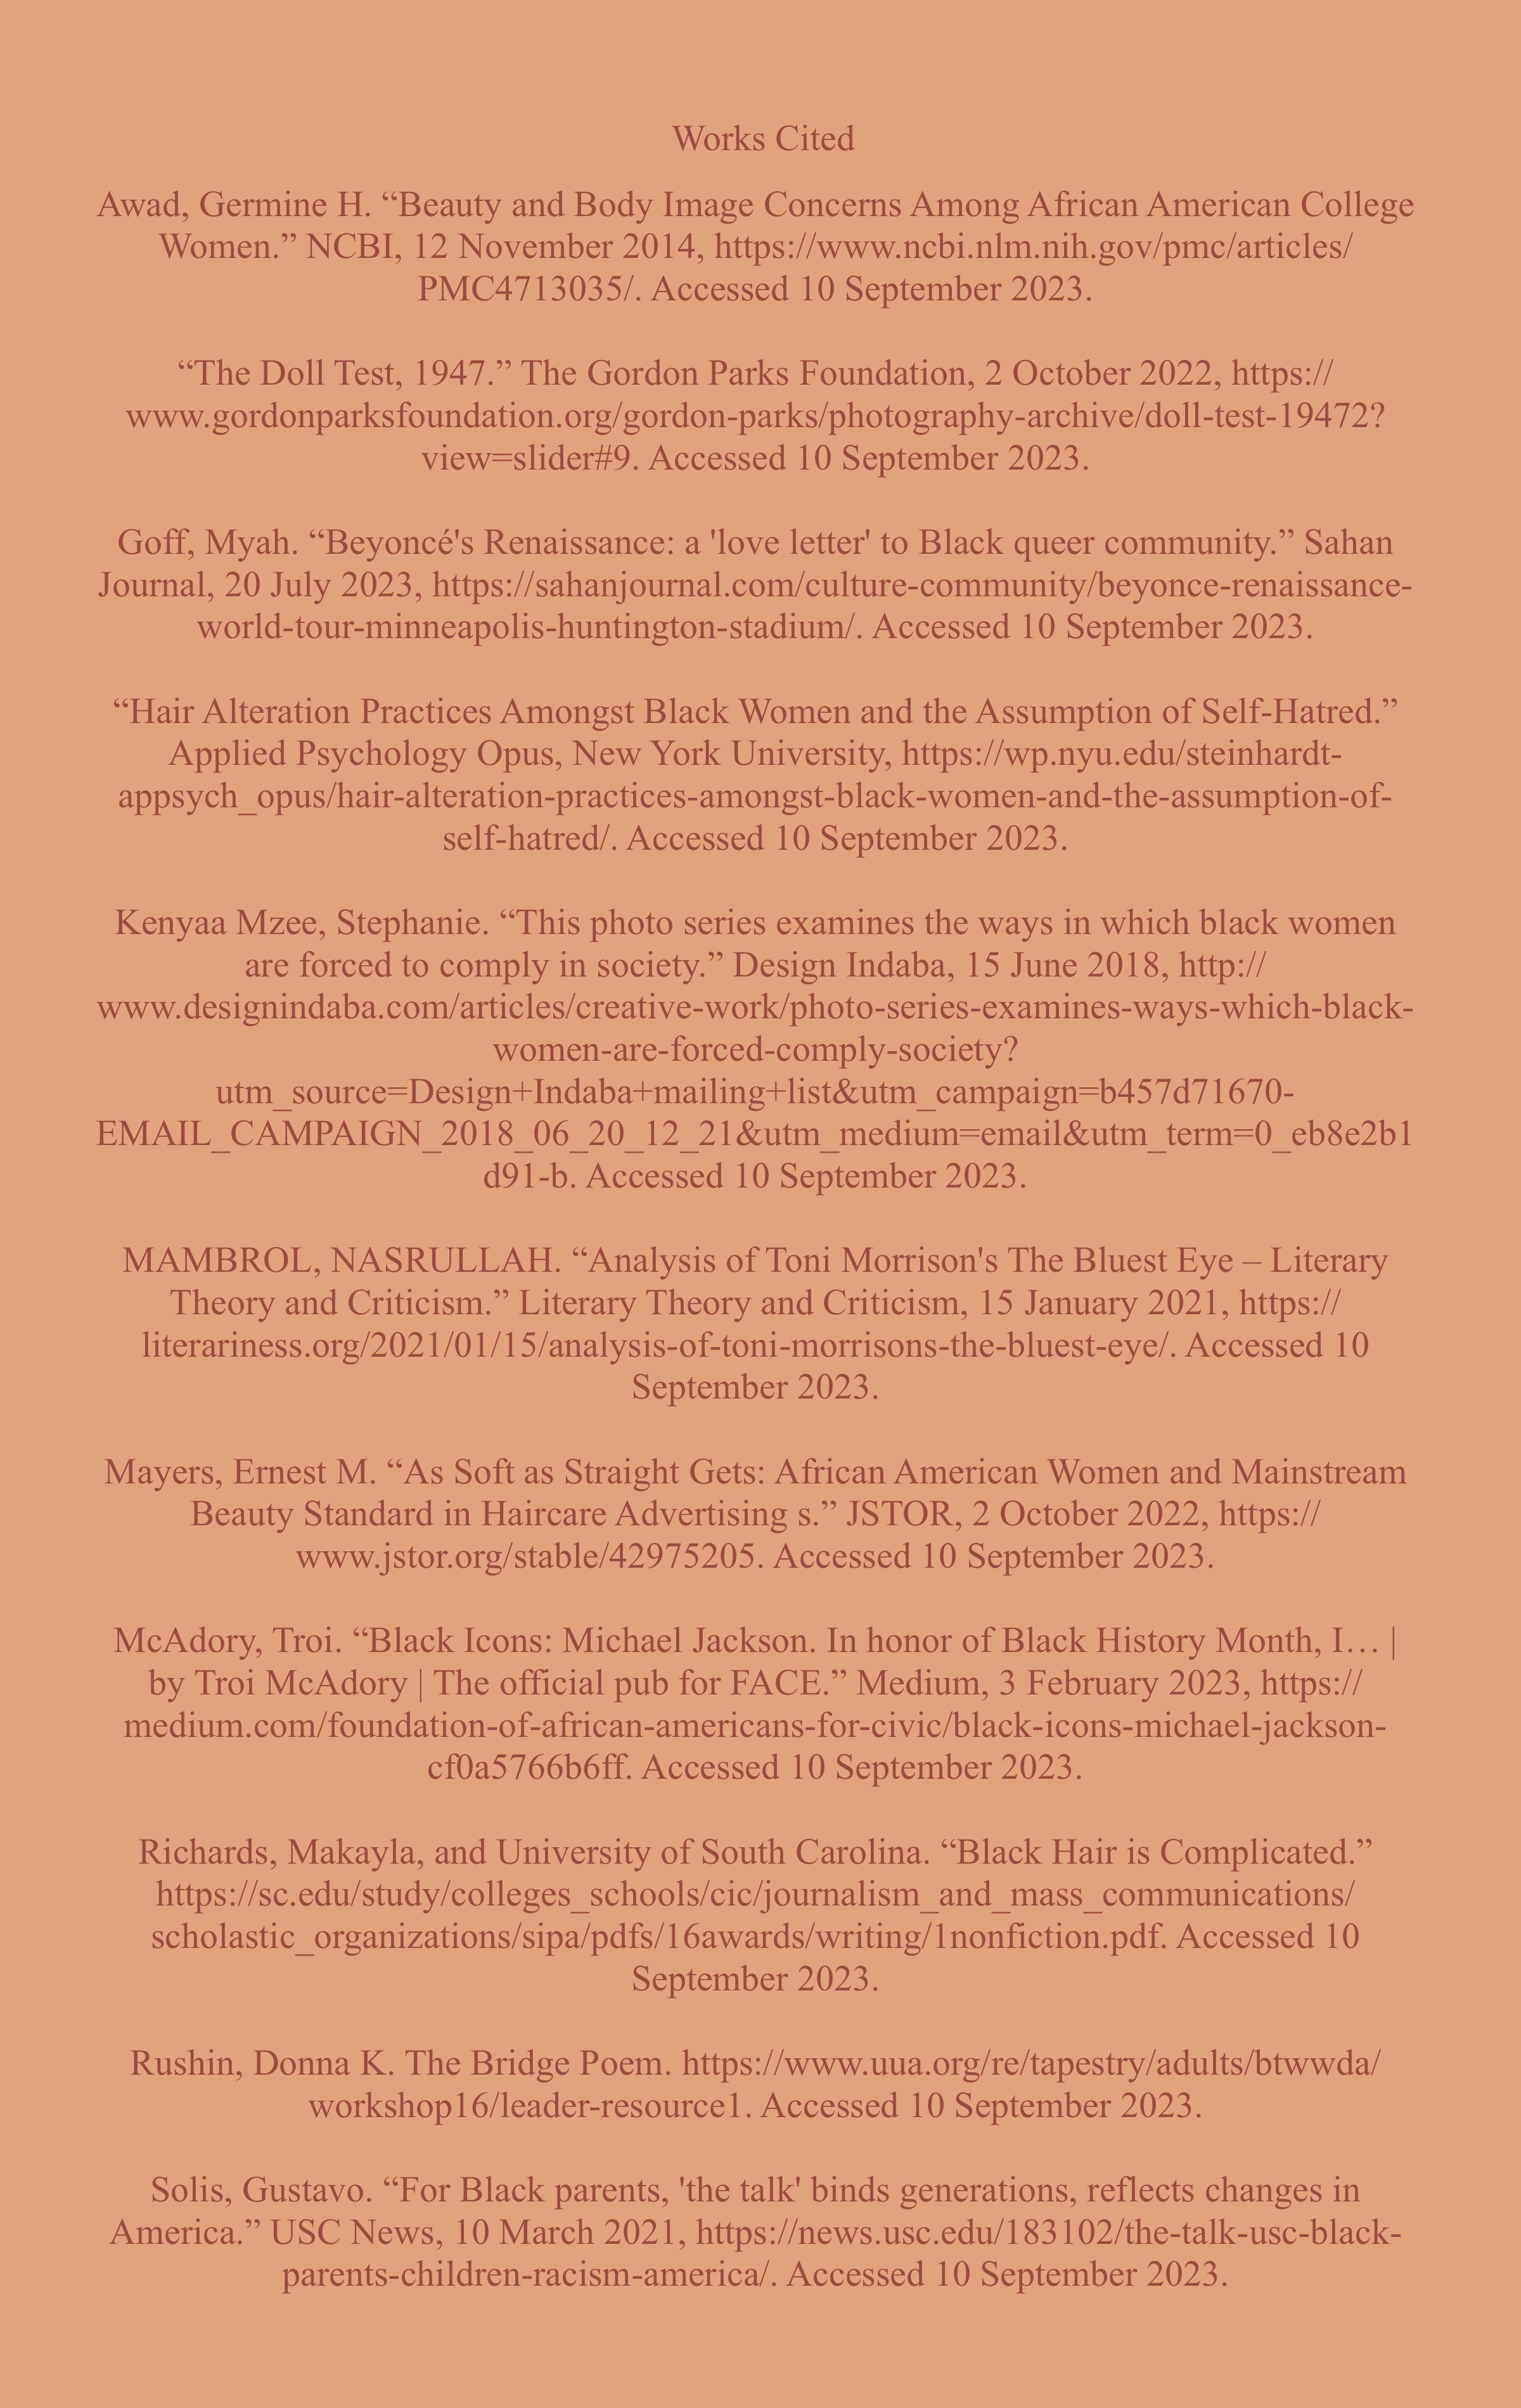 Works Cited
Awad, Germine H. “Beauty and Body Image Concerns Among African American College
Women.” NCBI, 12 November 2014, https://www.ncbi.nlm.nih.gov/pmc/articles/
PMC4713035/. Accessed 10 September 2023.
“The Doll Test, 1947.” The Gordon Parks Foundation, 2 October 2022, https://
www.gordonparksfoundation.org/gordon-parks/photography-archive/doll-test-19472?
view=slider#9. Accessed 10 September 2023.
Goff, Myah. “Beyoncé's Renaissance: a 'love letter' to Black queer community.” Sahan
Journal, 20 July 2023, https://sahanjournal.com/culture-community/beyonce-renaissance-
world-tour-minneapolis-huntington-stadium/. Accessed 10 September 2023.
“Hair Alteration Practices Amongst Black Women and the Assumption of Self-Hatred.”
Applied Psychology Opus, New York University, https://wp.nyu.edu/steinhardt-
appsych_opus/hair-alteration-practices-amongst-black-women-and-the-assumption-of-
self-hatred/. Accessed 10 September 2023.
Kenyaa Mzee, Stephanie. “This photo series examines the ways in which black women
are forced to comply in society.” Design Indaba, 15 June 2018, http://
www.designindaba.com/articles/creative-work/photo-series-examines-ways-which-black-
women-are-forced-comply-society?
utm_source=Design+Indaba+mailing+list&utm_campaign=b457d71670-
EMAIL_CAMPAIGN_2018_06_20_12_21&utm_medium=email&utm_term=0_eb8e2b1
d91-b. Accessed 10 September 2023.
MAMBROL, NASRULLAH. “Analysis of Toni Morrison's The Bluest Eye – Literary
Theory and Criticism.” Literary Theory and Criticism, 15 January 2021, https://
literariness.org/2021/01/15/analysis-of-toni-morrisons-the-bluest-eye/. Accessed 10
September 2023.
Mayers, Ernest M. “As Soft as Straight Gets: African American Women and Mainstream
Beauty Standard in Haircare Advertising s.” JSTOR, 2 October 2022, https://
www.jstor.org/stable/42975205. Accessed 10 September 2023.
McAdory, Troi. “Black Icons: Michael Jackson. In honor of Black History Month, I… |
by Troi McAdory | The official pub for FACE.” Medium, 3 February 2023, https://
medium.com/foundation-of-african-americans-for-civic/black-icons-michael-jackson-
cf0a5766b6ff. Accessed 10 September 2023.
Richards, Makayla, and University of South Carolina. “Black Hair is Complicated.”
https://sc.edu/study/colleges_schools/cic/journalism_and_mass_communications/
scholastic_organizations/sipa/pdfs/16awards/writing/1nonfiction.pdf. Accessed 10
September 2023.
Rushin, Donna K. The Bridge Poem. https://www.uua.org/re/tapestry/adults/btwwda/
workshop16/leader-resource1. Accessed 10 September 2023.
Solis, Gustavo. “For Black parents, 'the talk' binds generations, reflects changes in
America.” USC News, 10 March 2021, https://news.usc.edu/183102/the-talk-usc-black-
parents-children-racism-america/. Accessed 10 September 2023.